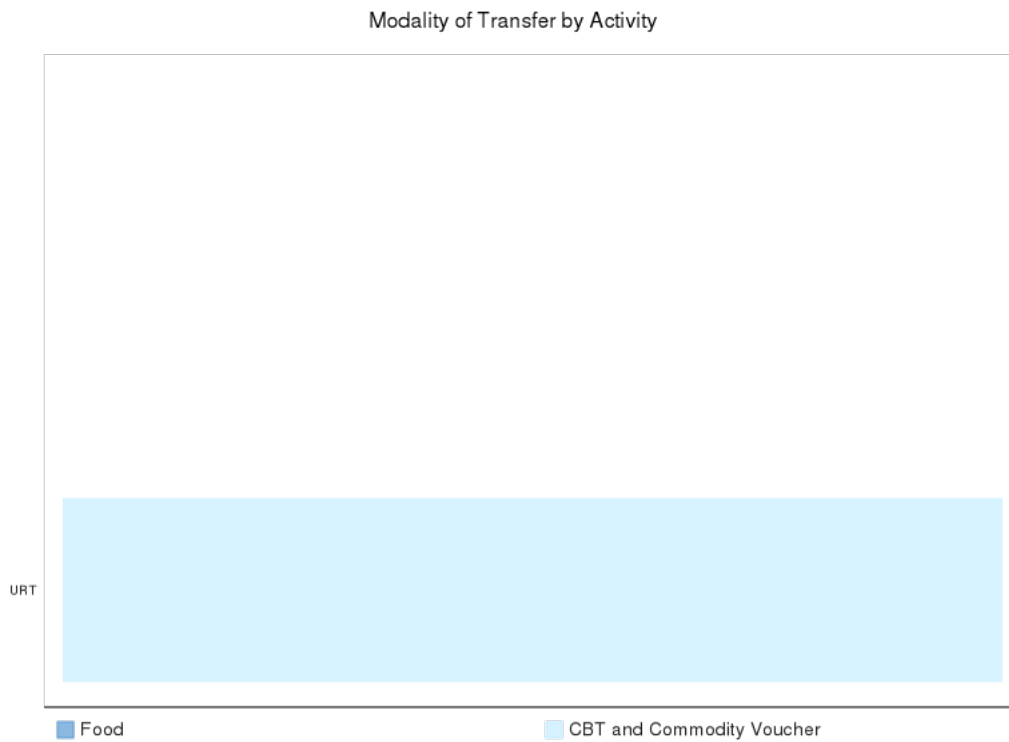 Modality of Transfer by Activity
URT
Food
CBT and Commodity Voucher